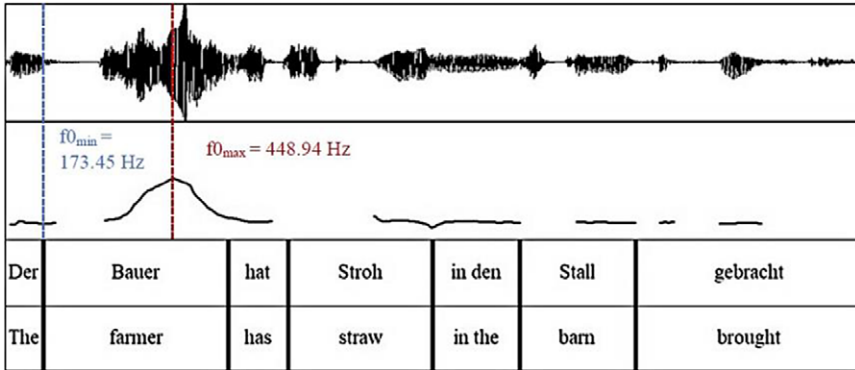 f0min =
173.45 Hz
f0max = 448.94 Hz
Der Bauer hat Stroh in den Stall gebracht
The farmer has straw in the barn brought